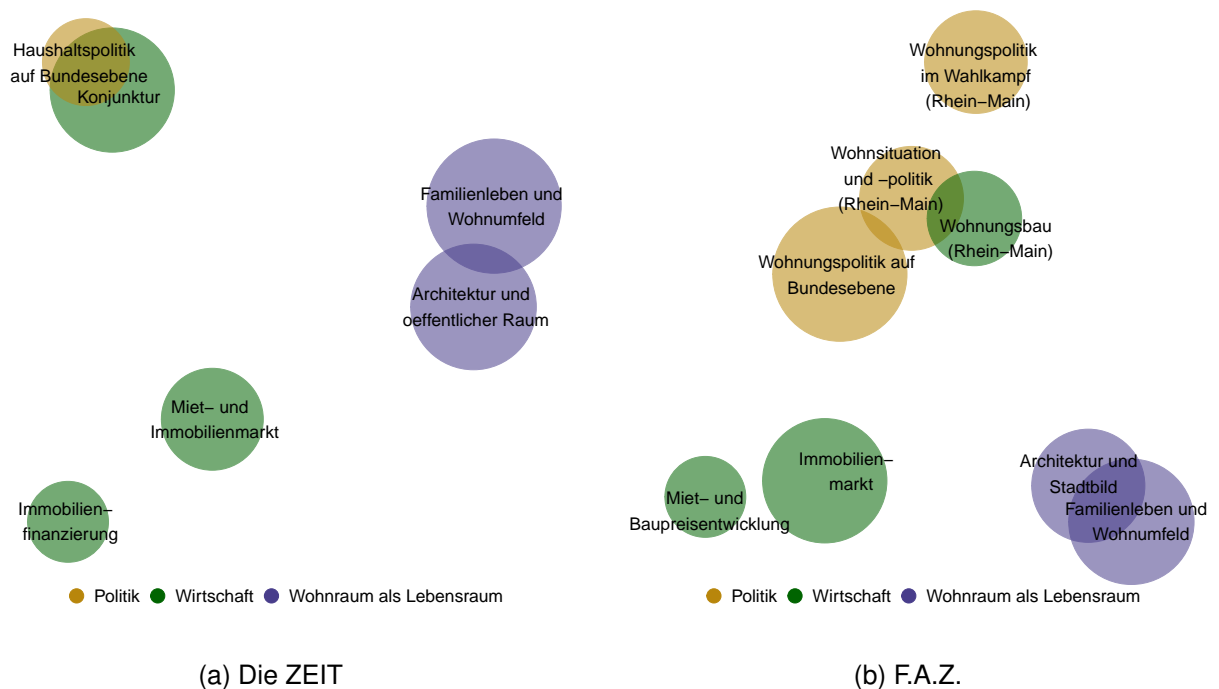 Haushaltspolitik
auf Bundesebene
Konjunktur
Familienleben und
Wohnumfeld
Architektur und
oeffentlicher Raum
Miet− und
Immobilienmarkt
Immobilien−
finanzierung
Politik
Wirtschaft
Wohnraum als Lebensraum
(a) Die ZEIT
Wohnungspolitik
im Wahlkampf
(Rhein−Main)
Wohnsituation
und −politik
(Rhein−Main)
Wohnungsbau
(Rhein−Main)
Wohnungspolitik auf
Bundesebene
Immobilien−
markt
Miet− und
Baupreisentwicklung
Architektur und
Stadtbild
Familienleben und
Wohnumfeld
Politik
Wirtschaft
Wohnraum als Lebensraum
(b) F.A.Z.